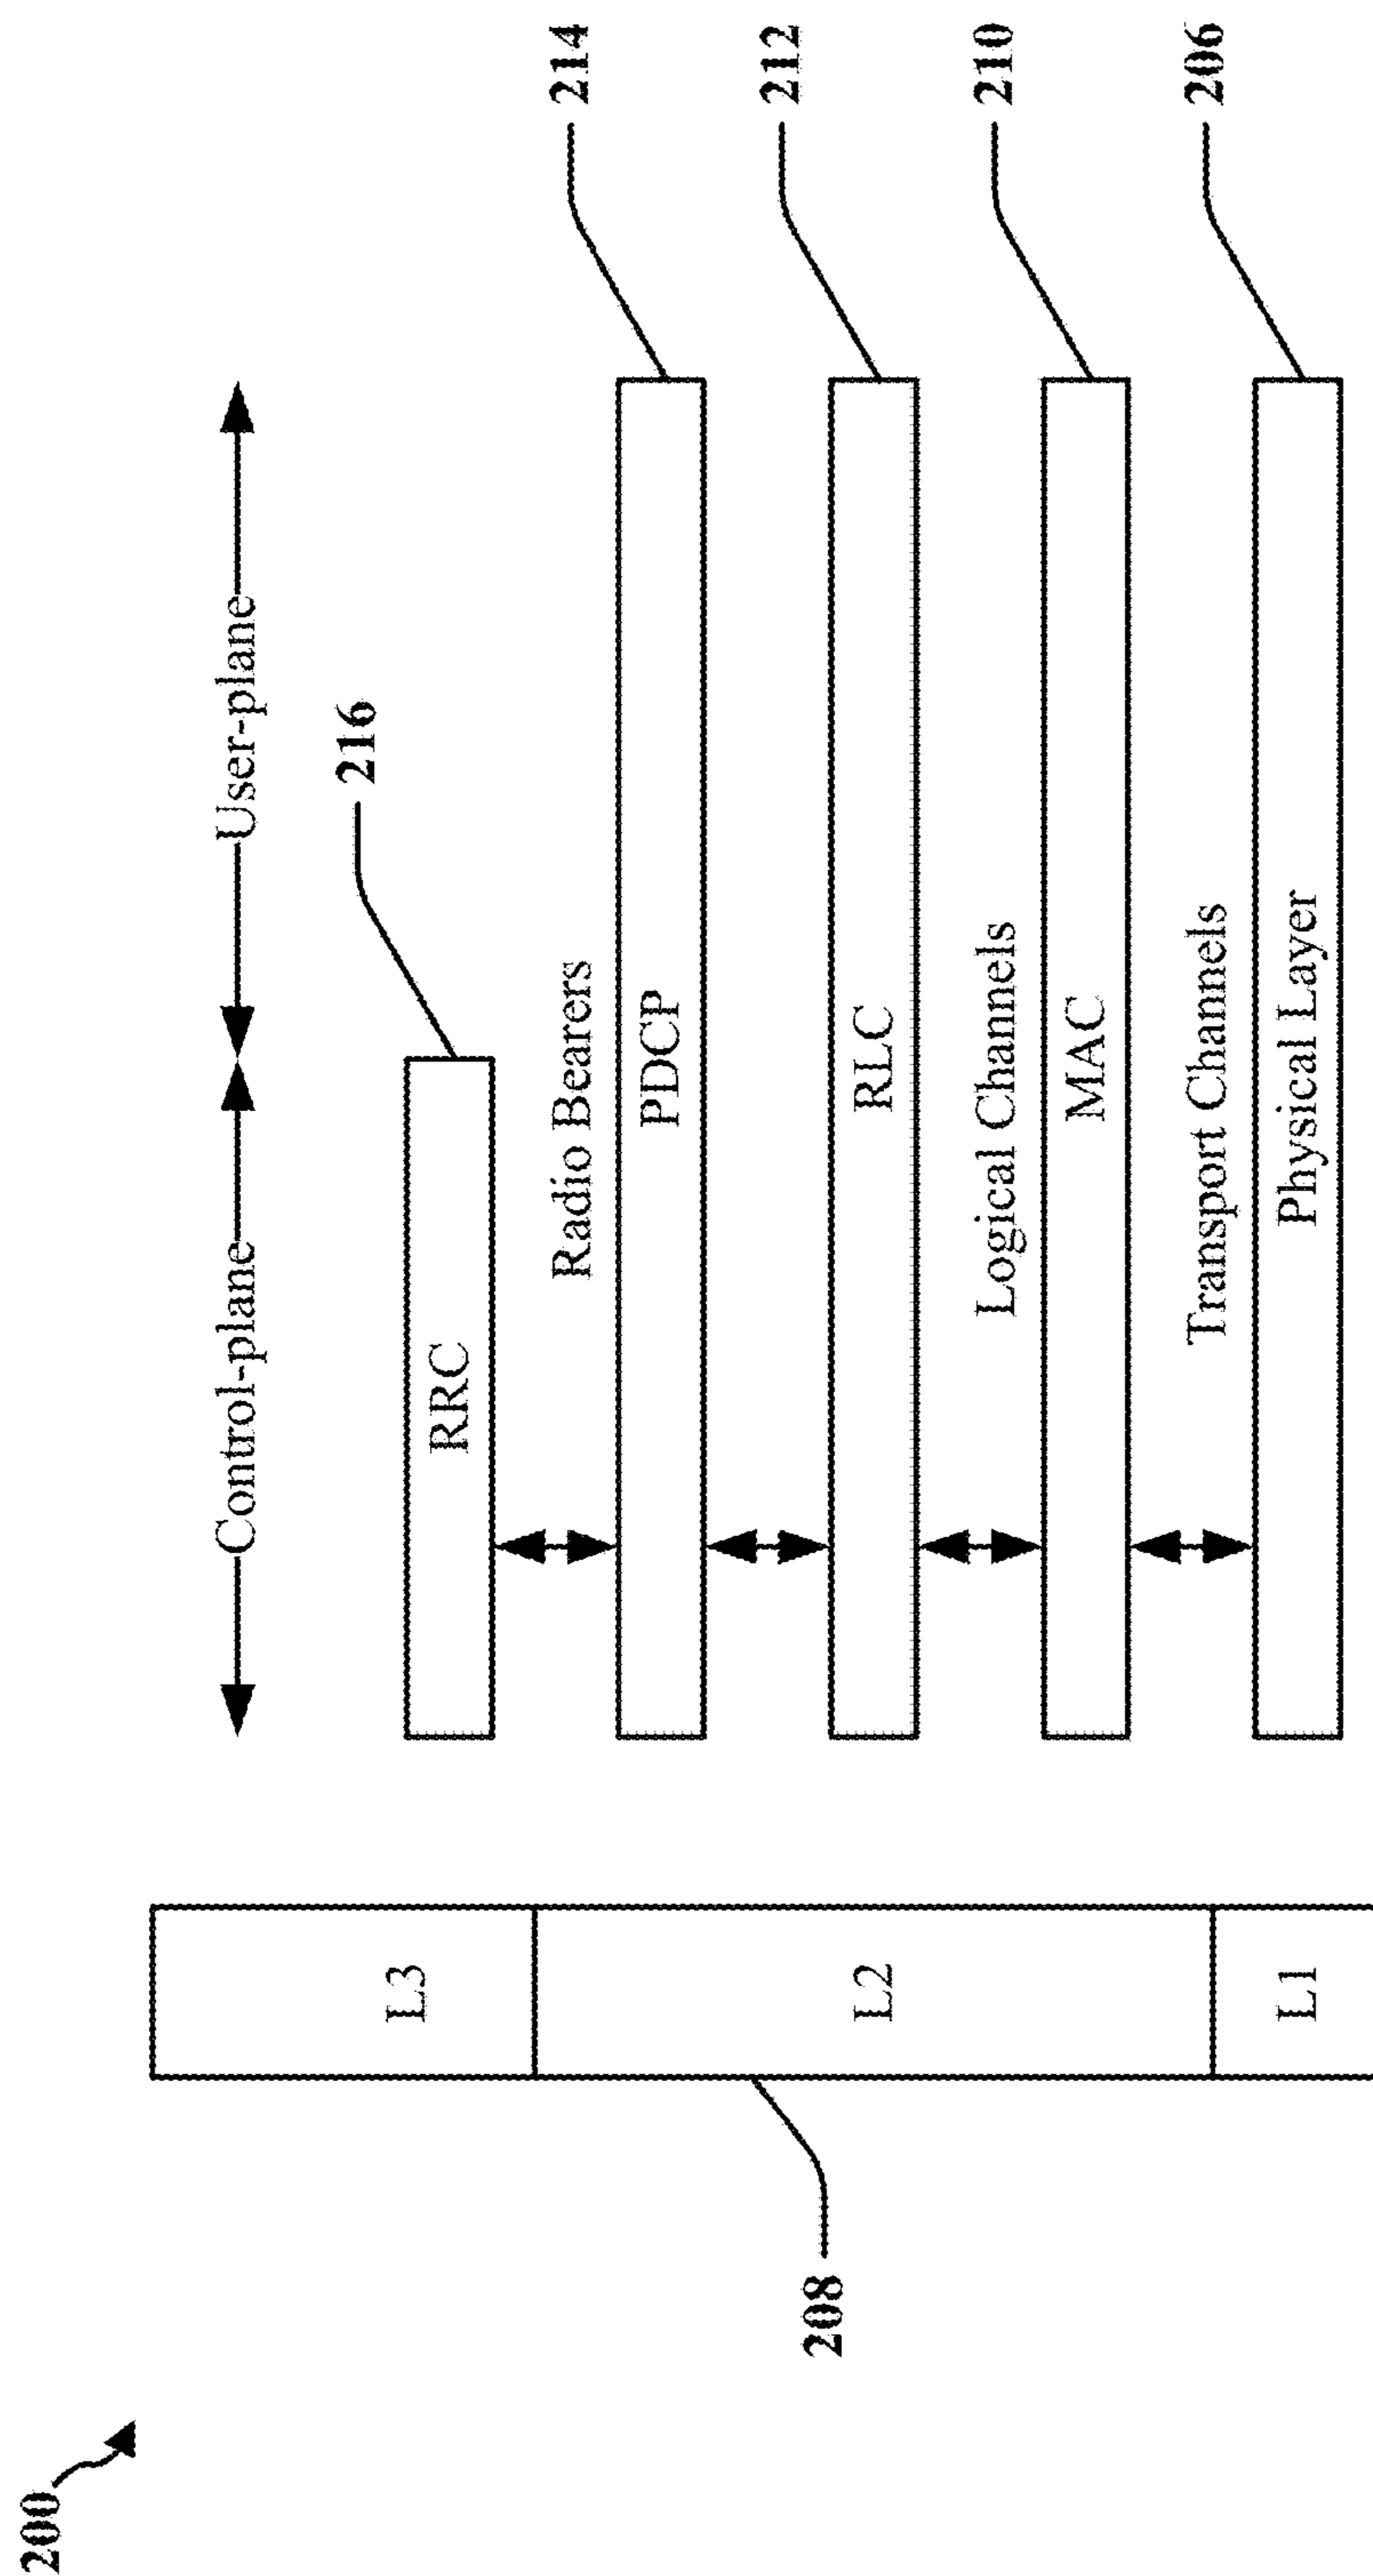 200
Control-plane
User-plane
216
L3
RRC
Radio Bearers
214
PDCP
208
L2
212
RLC
Logical Channels
210
MAC
Transport Channels
206
L1
Physical Layer